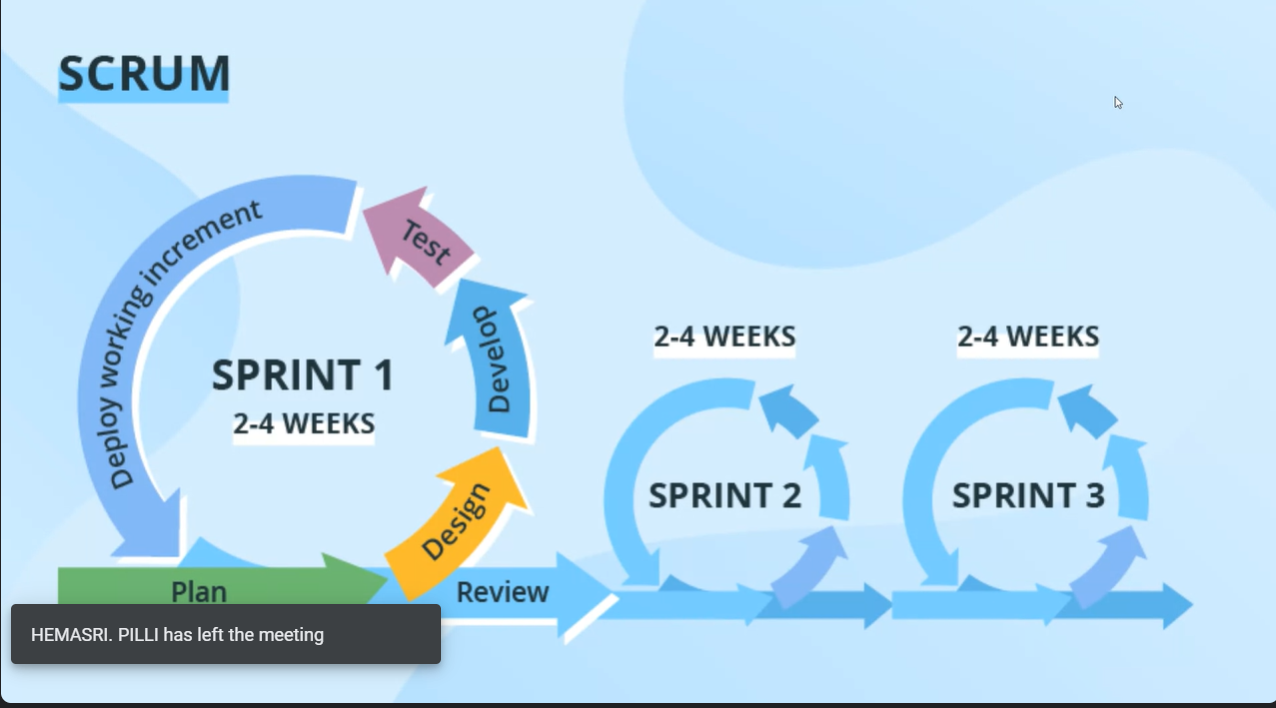 SCRUM
Deploy working increment
Test
Develop
SPRINT 1
2-4 WEEKS
Design
Plan
Review
2-4 WEEKS
SPRINT 2
2-4 WEEKS
SPRINT 3
HEMASRI. PILLI has left the meeting